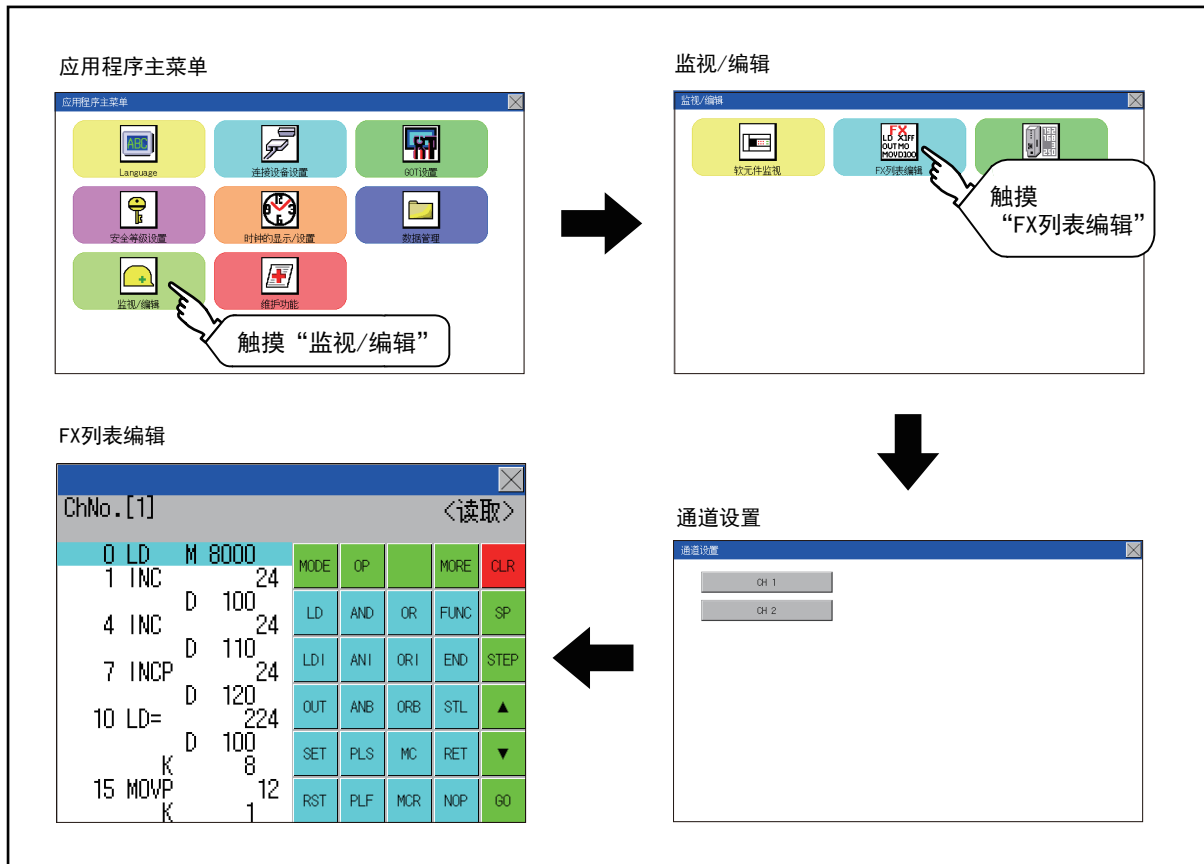 应用程序主菜单
应用程序主菜单
ABC
Language
连接设备设置
GOT设置
安全等级设置
时钟的显示/设置
数据管理
监视/编辑
维护功能
触摸“监视/编辑”
监视/编辑
监视/编辑
软元件监视
FX
LD X1FF
OUT M0
MOV D100
FX列表编辑
触摸
“FX列表编辑”
通道设置
通道设置
CH 1
CH 2
FX列表编辑
ChNo.[1] <读取>
0 LD M 8000
1 INC 24
D 100
4 INC 24
D 110
7 INCP 24
D 120
10 LD= 224
D 100
K 8
15 MOVP 12
K 1
MODE OP MORE CLR
LD AND OR FUNC SP
LDI ANI ORI END STEP
OUT ANB ORB STL ▲
SET PLS MC RET ▼
RST PLF MCR NOP GO